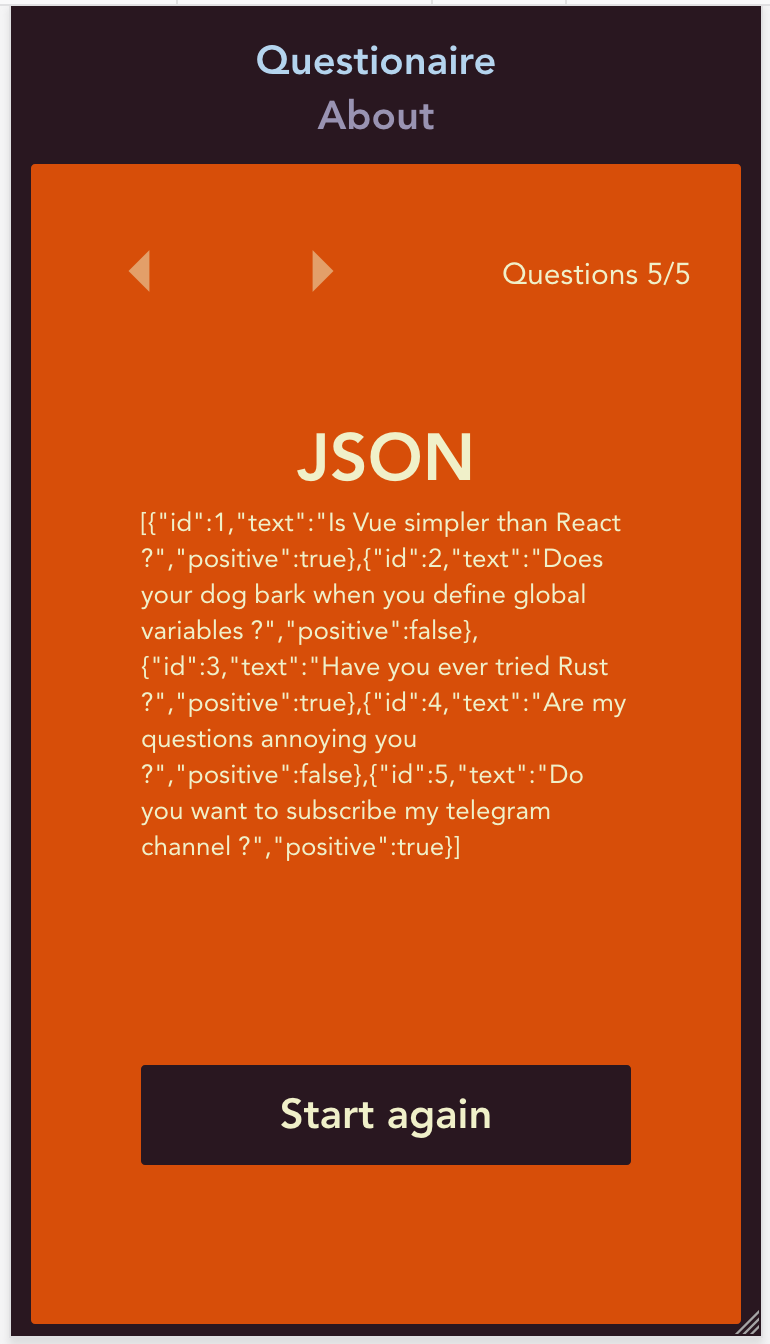 Questionaire
About
Questions 5/5
JSON
[{"id":1,"text":"Is Vue simpler than React
?","positive":true},{"id":2,"text":"Does
your dog bark when you define global
variables ?","positive":false},
{"id":3,"text":"Have you ever tried Rust
?","positive":true},{"id":4,"text":"Are my
questions annoying you
?","positive":false},{"id":5,"text":"Do
you want to subscribe my telegram
channel ?","positive":true}]
Start again